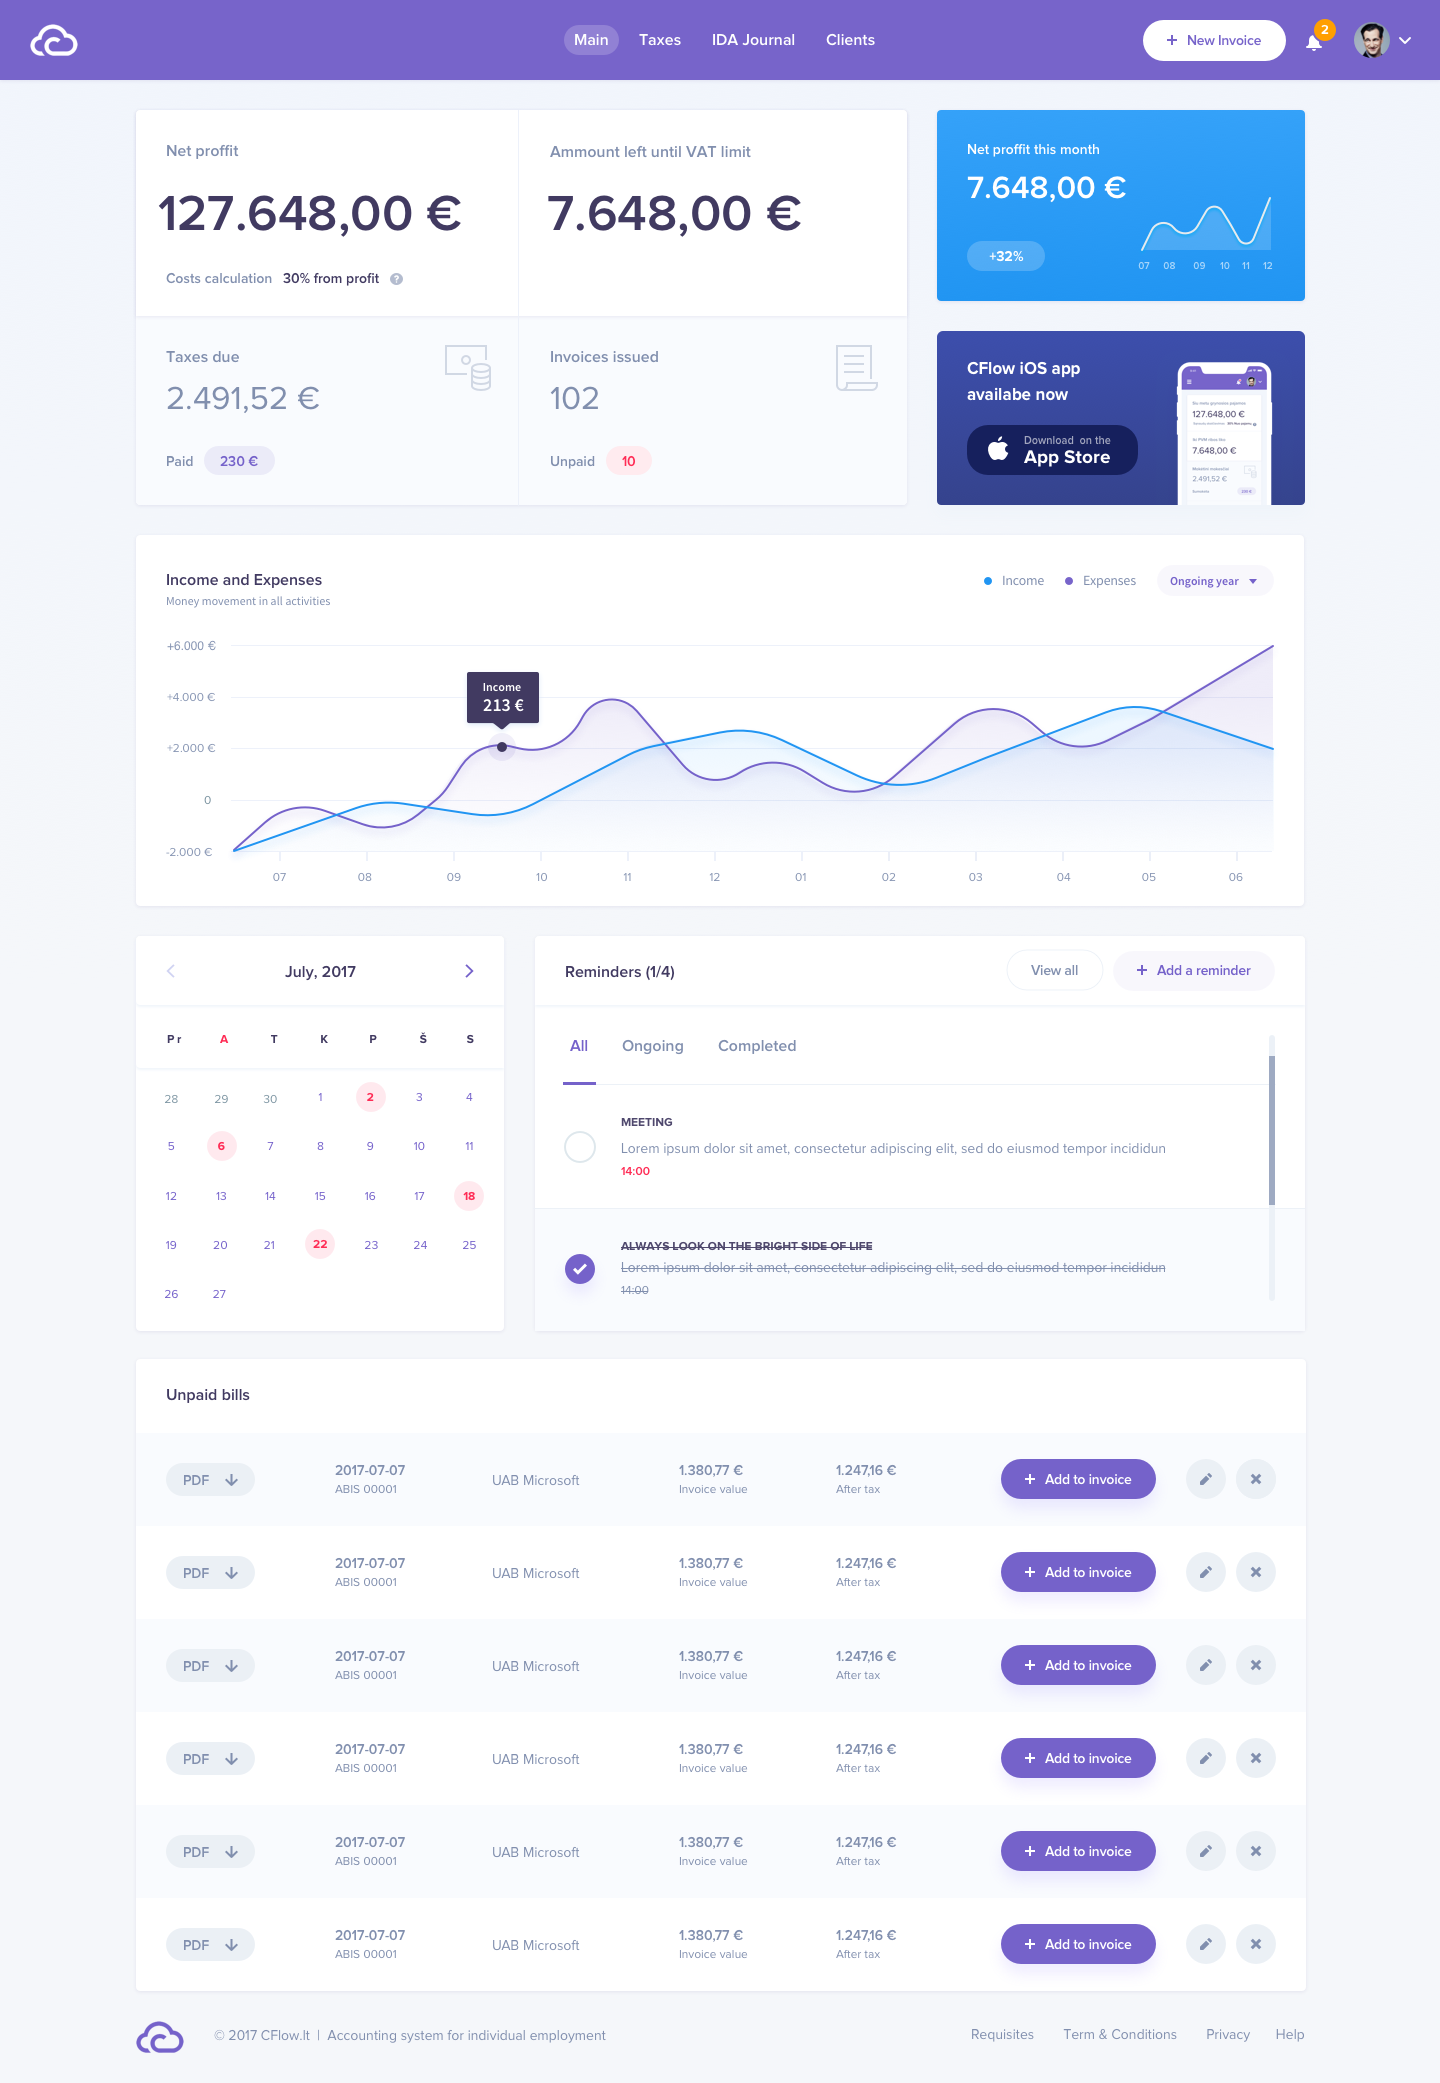 Main
Taxes
IDA Journal
Clients
+ New Invoice
2
Net proffit
127.648,00 €
Costs calculation 30% from profit ?
Ammount left until VAT limit
7.648,00 €
Taxes due
2.491,52 €
Paid 230 €
Invoices issued
102
Unpaid 10
Net proffit this month
7.648,00 €
+32%
07 08 09 10 11 12
CFlow iOS app
availabe now
Download on the
App Store
127.648,00 €
7.648,00 €
2.491,52 €
Income and Expenses
Money movement in all activities
Income
Expenses
Ongoing year
+6.000 €
+4.000 €
+2.000 €
0
-2.000 €
Income
213 €
07 08 09 10 11 12 01 02 03 04 05 06
July, 2017
Pr A T K P Š S
28 29 30 1 2 3 4
5 6 7 8 9 10 11
12 13 14 15 16 17 18
19 20 21 22 23 24 25
26 27
Reminders (1/4)
View all
+ Add a reminder
All
Ongoing
Completed
MEETING
Lorem ipsum dolor sit amet, consectetur adipiscing elit, sed do eiusmod tempor incididun
14:00
ALWAYS LOOK ON THE BRIGHT SIDE OF LIFE
Lorem ipsum dolor sit amet, consectetur adipiscing elit, sed do eiusmod tempor incididun
14:00
Unpaid bills
PDF 2017-07-07 UAB Microsoft 1.380,77 € 1.247,16 € + Add to invoice
ABIS 00001 Invoice value After tax
PDF 2017-07-07 UAB Microsoft 1.380,77 € 1.247,16 € + Add to invoice
ABIS 00001 Invoice value After tax
PDF 2017-07-07 UAB Microsoft 1.380,77 € 1.247,16 € + Add to invoice
ABIS 00001 Invoice value After tax
PDF 2017-07-07 UAB Microsoft 1.380,77 € 1.247,16 € + Add to invoice
ABIS 00001 Invoice value After tax
PDF 2017-07-07 UAB Microsoft 1.380,77 € 1.247,16 € + Add to invoice
ABIS 00001 Invoice value After tax
PDF 2017-07-07 UAB Microsoft 1.380,77 € 1.247,16 € + Add to invoice
ABIS 00001 Invoice value After tax
© 2017 CFlow.lt | Accounting system for individual employment
Requisites
Term & Conditions
Privacy
Help